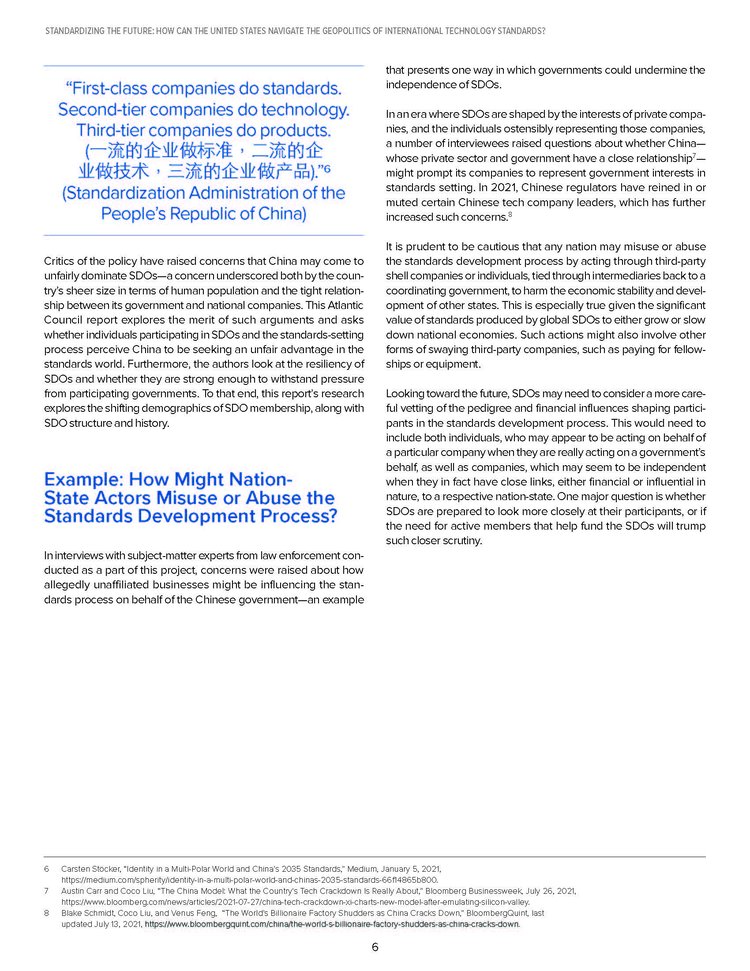 STANDARDIZING THE FUTURE: HOW CAN THE UNITED STATES NAVIGATE THE GEOPOLITICS OF INTERNATIONAL TECHNOLOGY STANDARDS?
“First-class companies do standards.
Second-tier companies do technology.
Third-tier companies do products.
(一流的企业做标准，二流的企
业做技术，三流的企业做产品).”⁶
(Standardization Administration of the
People’s Republic of China)
Critics of the policy have raised concerns that China may come to
unfairly dominate SDOs—a concern underscored both by the coun-
try’s sheer size in terms of human population and the tight relation-
ship between its government and national companies. This Atlantic
Council report explores the merit of such arguments and asks
whether individuals participating in SDOs and the standards-setting
process perceive China to be seeking an unfair advantage in the
standards world. Furthermore, the authors look at the resiliency of
SDOs and whether they are strong enough to withstand pressure
from participating governments. To that end, this report’s research
explores the shifting demographics of SDO membership, along with
SDO structure and history.
Example: How Might Nation-
State Actors Misuse or Abuse the
Standards Development Process?
In interviews with subject-matter experts from law enforcement con-
ducted as a part of this project, concerns were raised about how
allegedly unaffiliated businesses might be influencing the stan-
dards process on behalf of the Chinese government—an example
that presents one way in which governments could undermine the
independence of SDOs.
In an era where SDOs are shaped by the interests of private compa-
nies, and the individuals ostensibly representing those companies,
a number of interviewees raised questions about whether China—
whose private sector and government have a close relationship⁷—
might prompt its companies to represent government interests in
standards setting. In 2021, Chinese regulators have reined in or
muted certain Chinese tech company leaders, which has further
increased such concerns.⁸
It is prudent to be cautious that any nation may misuse or abuse
the standards development process by acting through third-party
shell companies or individuals, tied through intermediaries back to a
coordinating government, to harm the economic stability and devel-
opment of other states. This is especially true given the significant
value of standards produced by global SDOs to either grow or slow
down national economies. Such actions might also involve other
forms of swaying third-party companies, such as paying for fellow-
ships or equipment.
Looking toward the future, SDOs may need to consider a more care-
ful vetting of the pedigree and financial influences shaping partici-
pants in the standards development process. This would need to
include both individuals, who may appear to be acting on behalf of
a particular company when they are really acting on a government’s
behalf, as well as companies, which may seem to be independent
when they in fact have close links, either financial or influential in
nature, to a respective nation-state. One major question is whether
SDOs are prepared to look more closely at their participants, or if
the need for active members that help fund the SDOs will trump
such closer scrutiny.
6 Carsten Stocker, “Identity in a Multi-Polar World and China’s 2035 Standards,” Medium, January 5, 2021,
https://medium.com/spherity/identity-in-a-multi-polar-world-and-chinas-2035-standards-66f14865b800.
7 Austin Carr and Coco Liu, “The China Model: What the Country’s Tech Crackdown Is Really About,” Bloomberg Businessweek, July 26, 2021,
https://www.bloomberg.com/news/articles/2021-07-27/china-tech-crackdown-xi-charts-new-model-after-emulating-silicon-valley.
8 Blake Schmidt, Coco Liu, and Venus Feng, “The World’s Billionaire Factory Shudders as China Cracks Down,” BloombergQuint, last
updated July 13, 2021, https://www.bloombergquint.com/china/the-world-s-billionaire-factory-shudders-as-china-cracks-down.
6